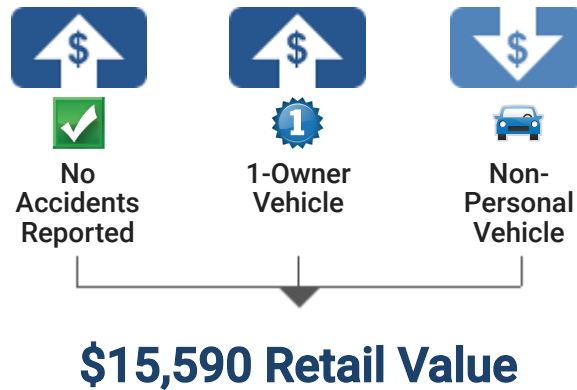 $ $ $
1
No Accidents Reported
1-Owner Vehicle
Non-Personal Vehicle
$15,590 Retail Value